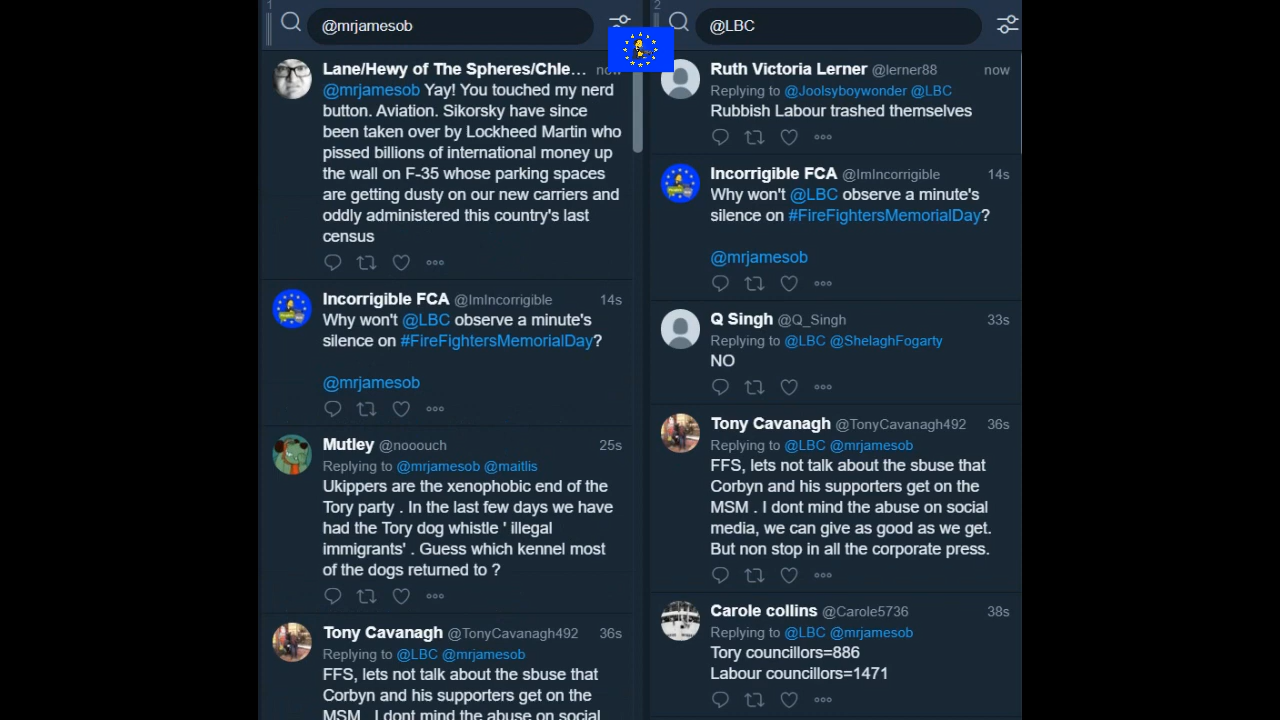 1
@mrjamesob
Lane/Hewy of The Spheres/Chle... now
@mrjamesob Yay! You touched my nerd
button. Aviation. Sikorsky have since
been taken over by Lockheed Martin who
pissed billions of international money up
the wall on F-35 whose parking spaces
are getting dusty on our new carriers and
oddly administered this country's last
census
Incorrigible FCA @ImIncorrigible 14s
Why won't @LBC observe a minute's
silence on #FireFightersMemorialDay?
@mrjamesob
Mutley @nooouch 25s
Replying to @mrjamesob @maitlis
Ukippers are the xenophobic end of the
Tory party . In the last few days we have
had the Tory dog whistle ' illegal
immigrants' . Guess which kennel most
of the dogs returned to ?
Tony Cavanagh @TonyCavanagh492 36s
Replying to @LBC @mrjamesob
FFS, lets not talk about the sbuse that
Corbyn and his supporters get on the
MSM . I dont mind the abuse on social
2
@LBC
Ruth Victoria Lerner @lerner88 now
Replying to @Joolsyboywonder @LBC
Rubbish Labour trashed themselves
Incorrigible FCA @ImIncorrigible 14s
Why won't @LBC observe a minute's
silence on #FireFightersMemorialDay?
@mrjamesob
Q Singh @Q_Singh 33s
Replying to @LBC @ShelaghFogarty
NO
Tony Cavanagh @TonyCavanagh492 36s
Replying to @LBC @mrjamesob
FFS, lets not talk about the sbuse that
Corbyn and his supporters get on the
MSM . I dont mind the abuse on social
media, we can give as good as we get.
But non stop in all the corporate press.
Carole collins @Carole5736 38s
Replying to @LBC @mrjamesob
Tory councillors=886
Labour councillors=1471